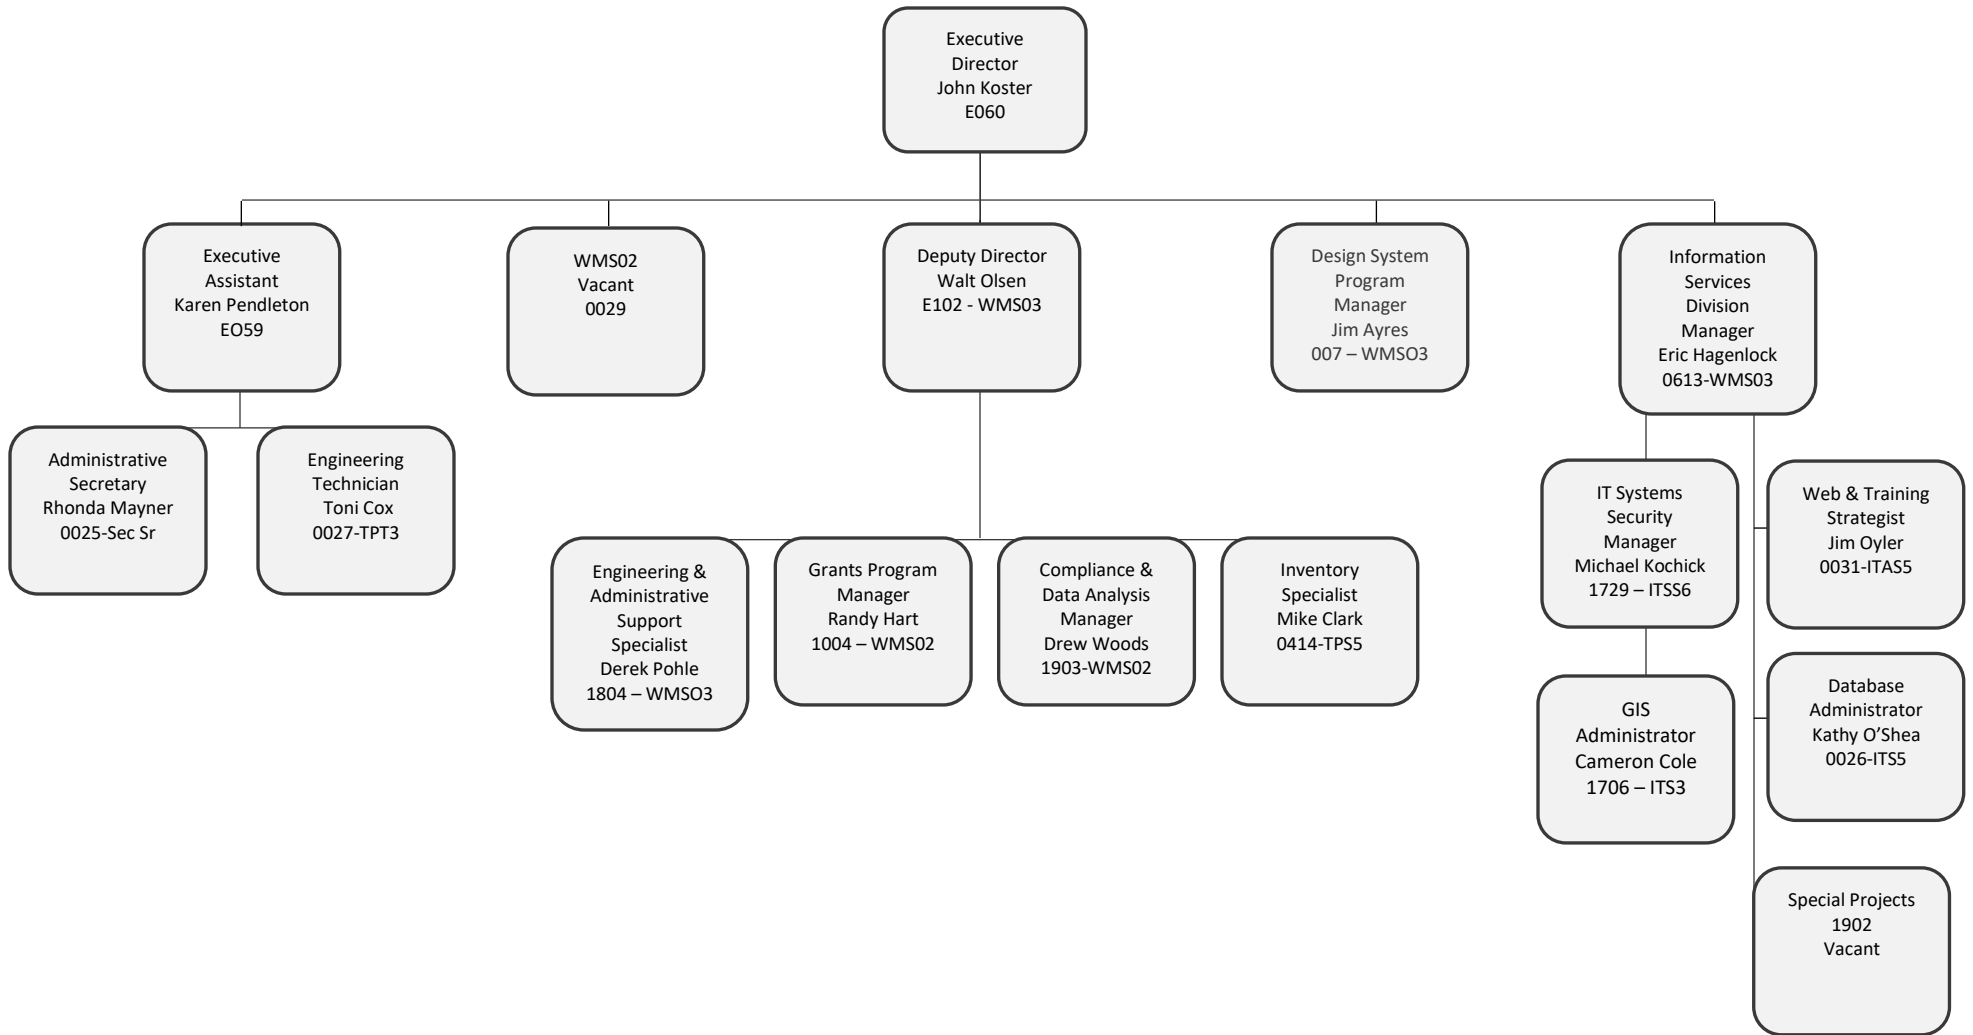 Executive
Director
John Koster
E060
Executive
Assistant
Karen Pendleton
EO59
WMS02
Vacant
0029
Deputy Director
Walt Olsen
E102 - WMS03
Design System
Program
Manager
Jim Ayres
007 – WMSO3
Information
Services
Division
Manager
Eric Hagenlock
0613-WMS03
Administrative
Secretary
Rhonda Mayner
0025-Sec Sr
Engineering
Technician
Toni Cox
0027-TPT3
Engineering &
Administrative
Support
Specialist
Derek Pohle
1804 – WMSO3
Grants Program
Manager
Randy Hart
1004 – WMS02
Compliance &
Data Analysis
Manager
Drew Woods
1903-WMS02
Inventory
Specialist
Mike Clark
0414-TPS5
IT Systems
Security
Manager
Michael Kochick
1729 – ITSS6
Web & Training
Strategist
Jim Oyler
0031-ITAS5
GIS
Administrator
Cameron Cole
1706 – ITS3
Database
Administrator
Kathy O’Shea
0026-ITS5
Special Projects
1902
Vacant